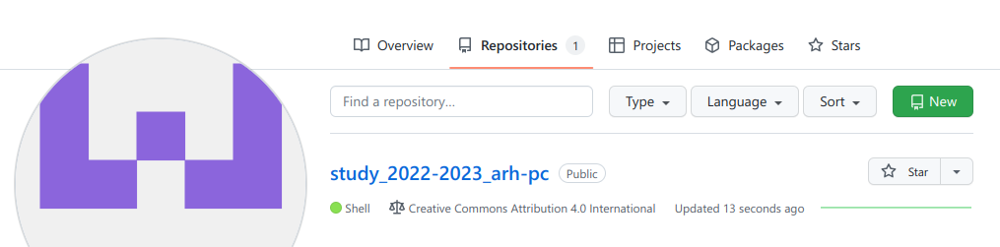 Overview Repositories 1 Projects Packages Stars
Find a repository... Type Language Sort New
study_2022-2023_arh-pc Public Star
Shell Creative Commons Attribution 4.0 International Updated 13 seconds ago